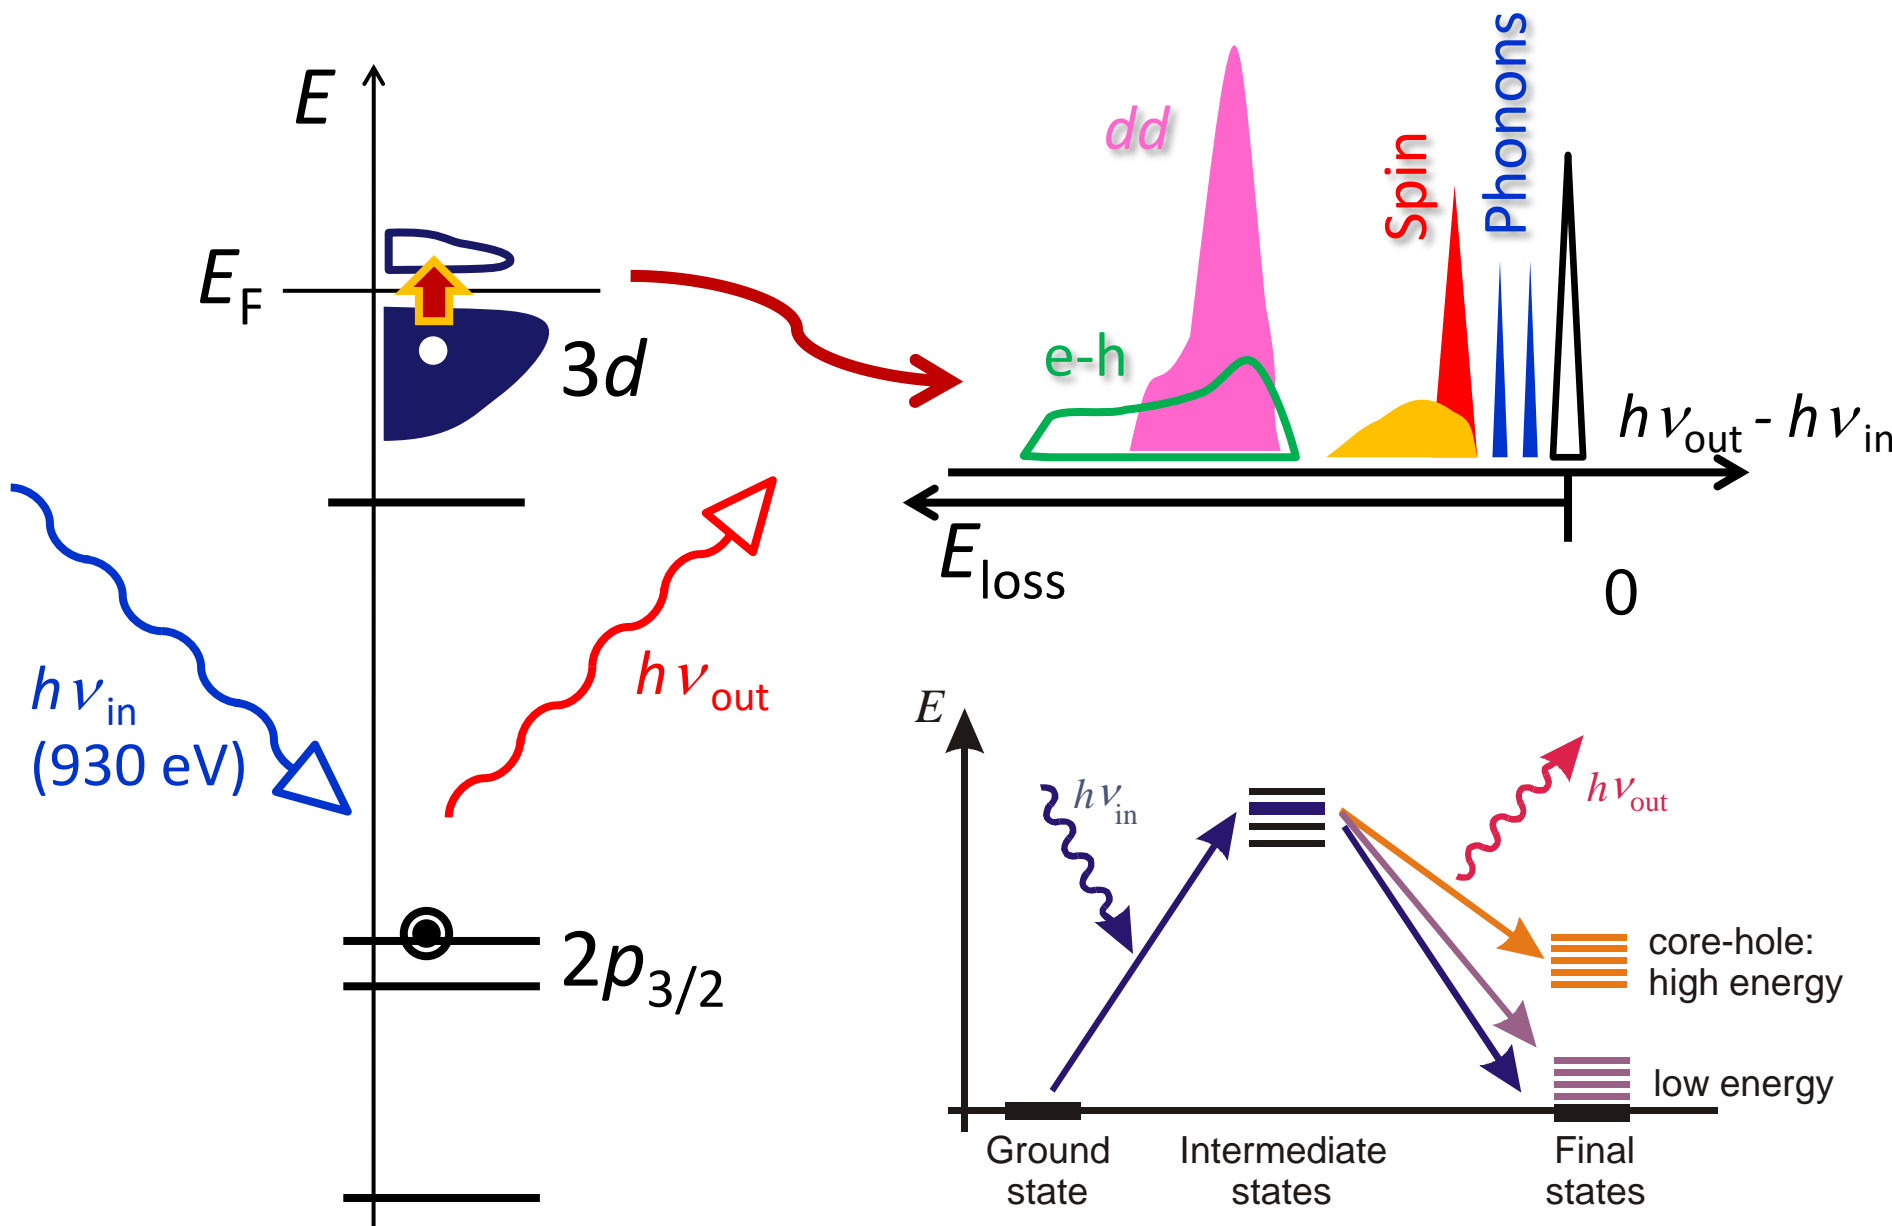 E
E_F
3d
hν_in
(930 eV)
hν_out
2p_3/2
dd
e-h
Spin
Phonons
hν_out - hν_in
E_loss
0
E
hν_in
hν_out
core-hole:
high energy
low energy
Ground
state
Intermediate
states
Final
states